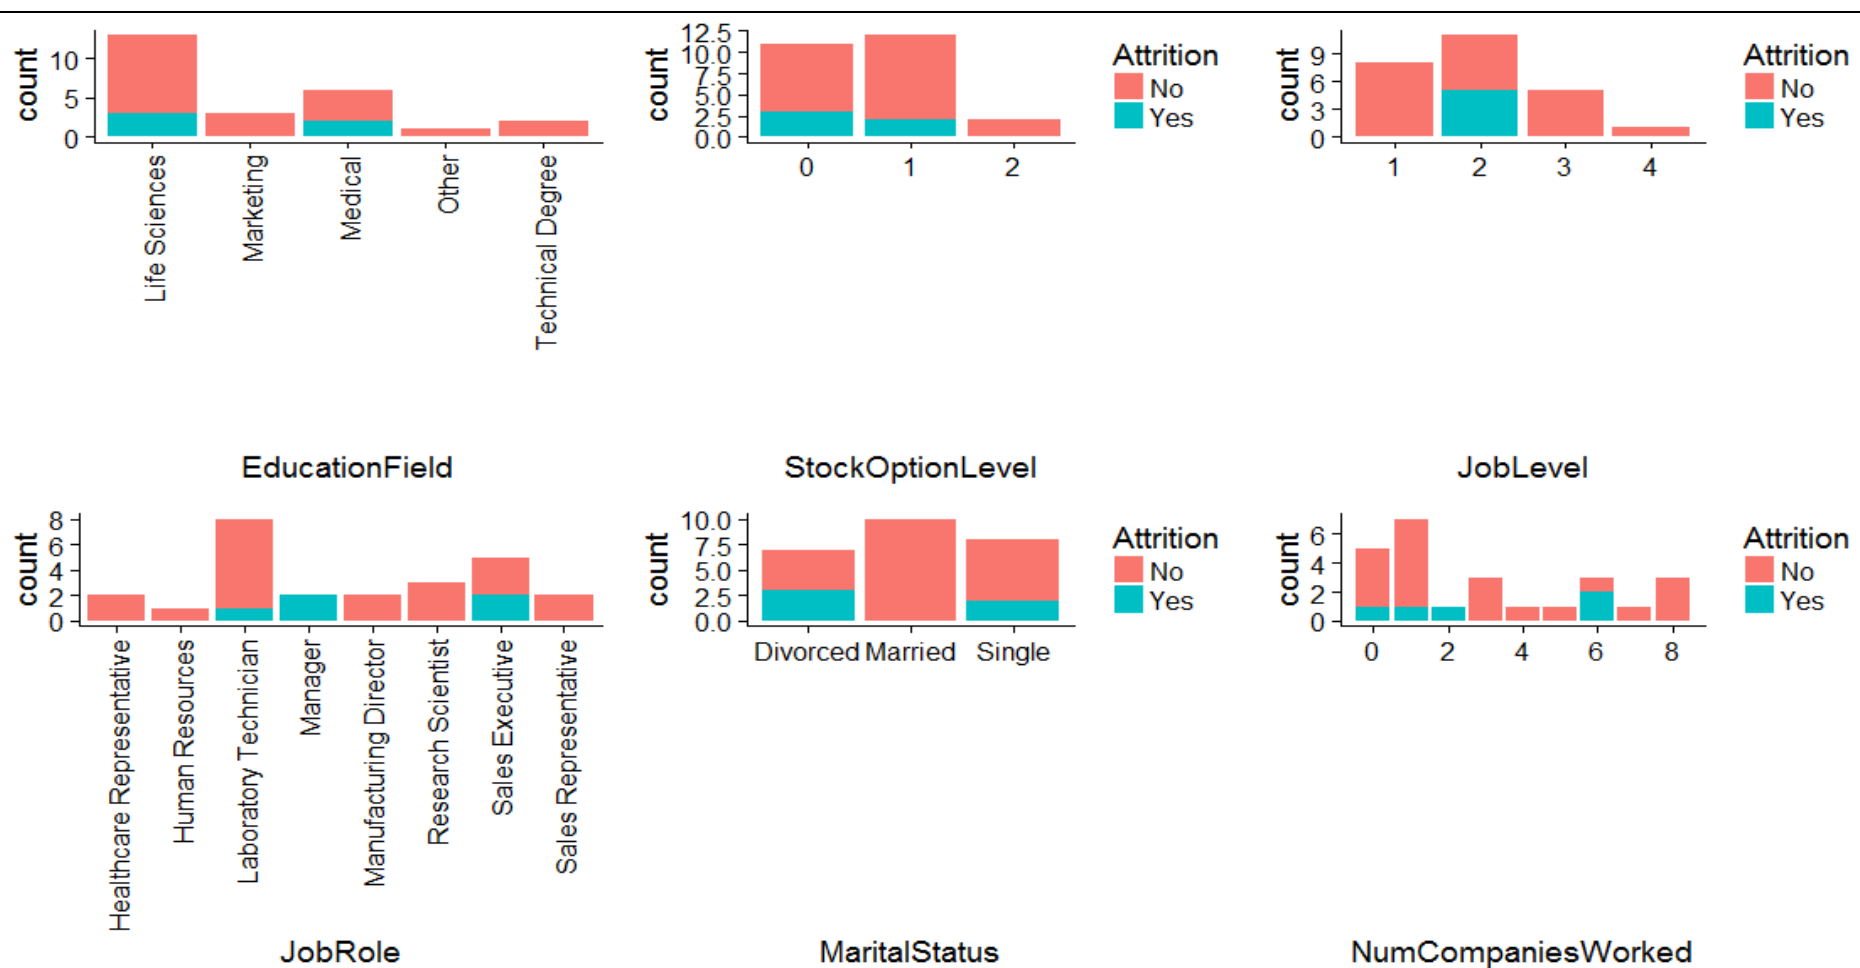 count
10
5
0
Life Sciences
Marketing
Medical
Other
Technical Degree
EducationField
count
12.5
10.0
7.5
5.0
2.5
0.0
0 1 2
StockOptionLevel
Attrition
No
Yes
count
9
6
3
0
1 2 3 4
JobLevel
Attrition
No
Yes
count
8
6
4
2
0
Healthcare Representative
Human Resources
Laboratory Technician
Manager
Manufacturing Director
Research Scientist
Sales Executive
Sales Representative
JobRole
count
10.0
7.5
5.0
2.5
0.0
Divorced Married Single
MaritalStatus
Attrition
No
Yes
count
6
4
2
0
0 2 4 6 8
NumCompaniesWorked
Attrition
No
Yes